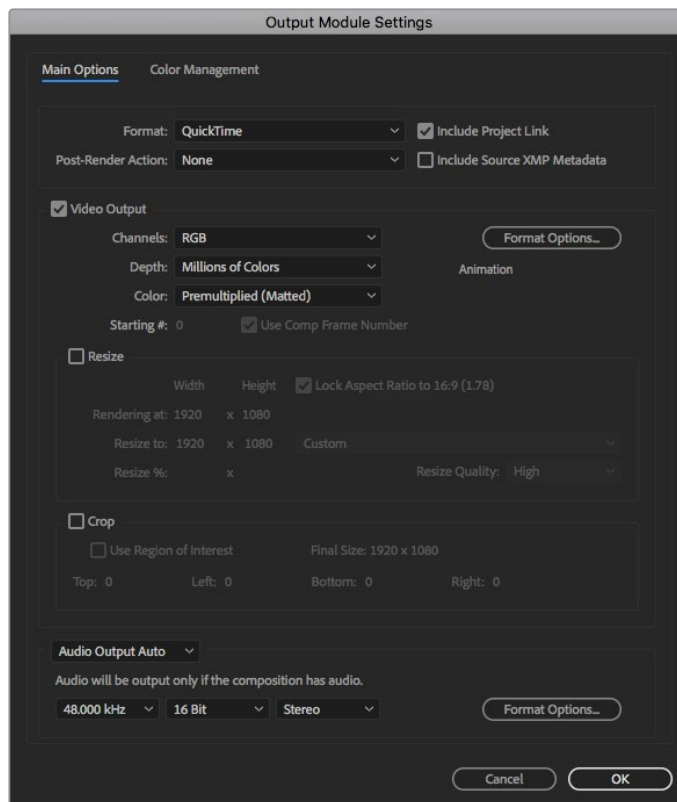 Output Module Settings
Main Options Color Management
Format: QuickTime Include Project Link
Post-Render Action: None Include Source XMP Metadata
Video Output
Channels: RGB Format Options...
Depth: Millions of Colors Animation
Color: Premultiplied (Matted)
Starting #: 0 Use Comp Frame Number
Resize
Width Height Lock Aspect Ratio to 16:9 (1.78)
Rendering at: 1920 x 1080
Resize to: 1920 x 1080 Custom
Resize %: x Resize Quality: High
Crop
Use Region of Interest Final Size: 1920 x 1080
Top: 0 Left: 0 Bottom: 0 Right: 0
Audio Output Auto
Audio will be output only if the composition has audio.
48.000 kHz 16 Bit Stereo Format Options...
Cancel OK